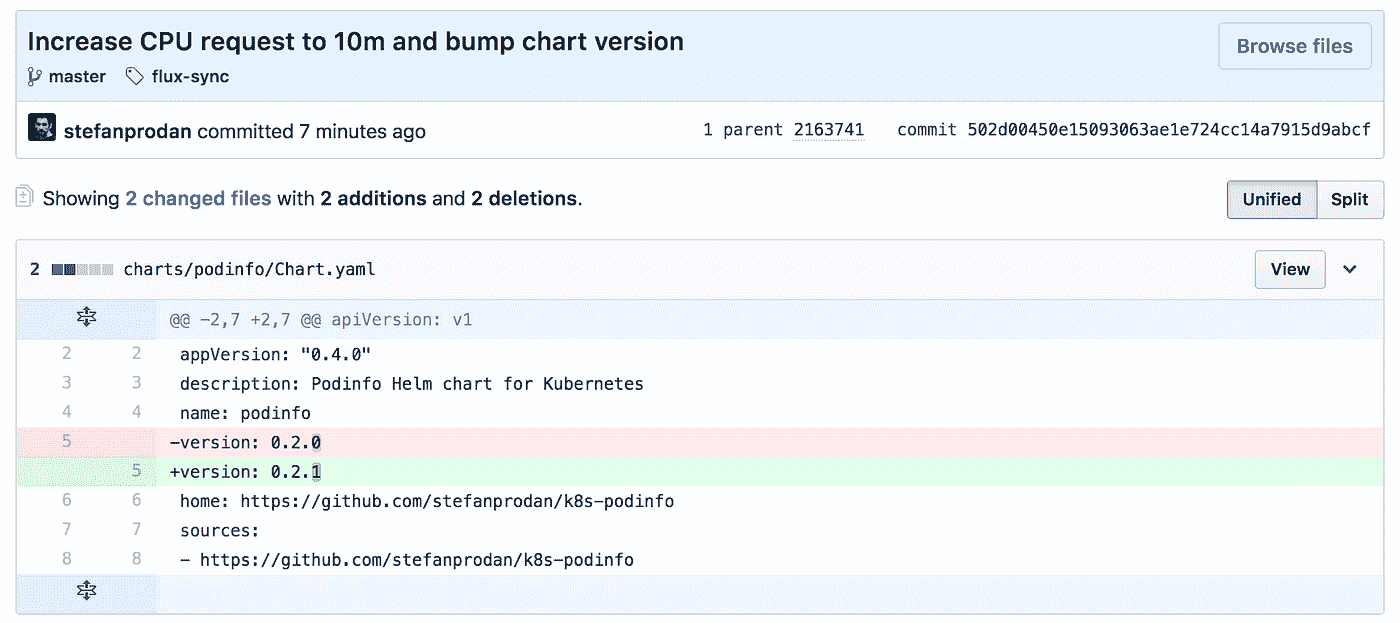 Increase CPU request to 10m and bump chart version
Browse files
master flux-sync
stefanprodan committed 7 minutes ago 1 parent 2163741 commit 502d00450e15093063ae1e724cc14a7915d9abcf
Showing 2 changed files with 2 additions and 2 deletions.
Unified Split
2 charts/podinfo/Chart.yaml View
@@ -2,7 +2,7 @@ apiVersion: v1
2 2 appVersion: "0.4.0"
3 3 description: Podinfo Helm chart for Kubernetes
4 4 name: podinfo
5 -version: 0.2.0
5 +version: 0.2.1
6 6 home: https://github.com/stefanprodan/k8s-podinfo
7 7 sources:
8 8 - https://github.com/stefanprodan/k8s-podinfo